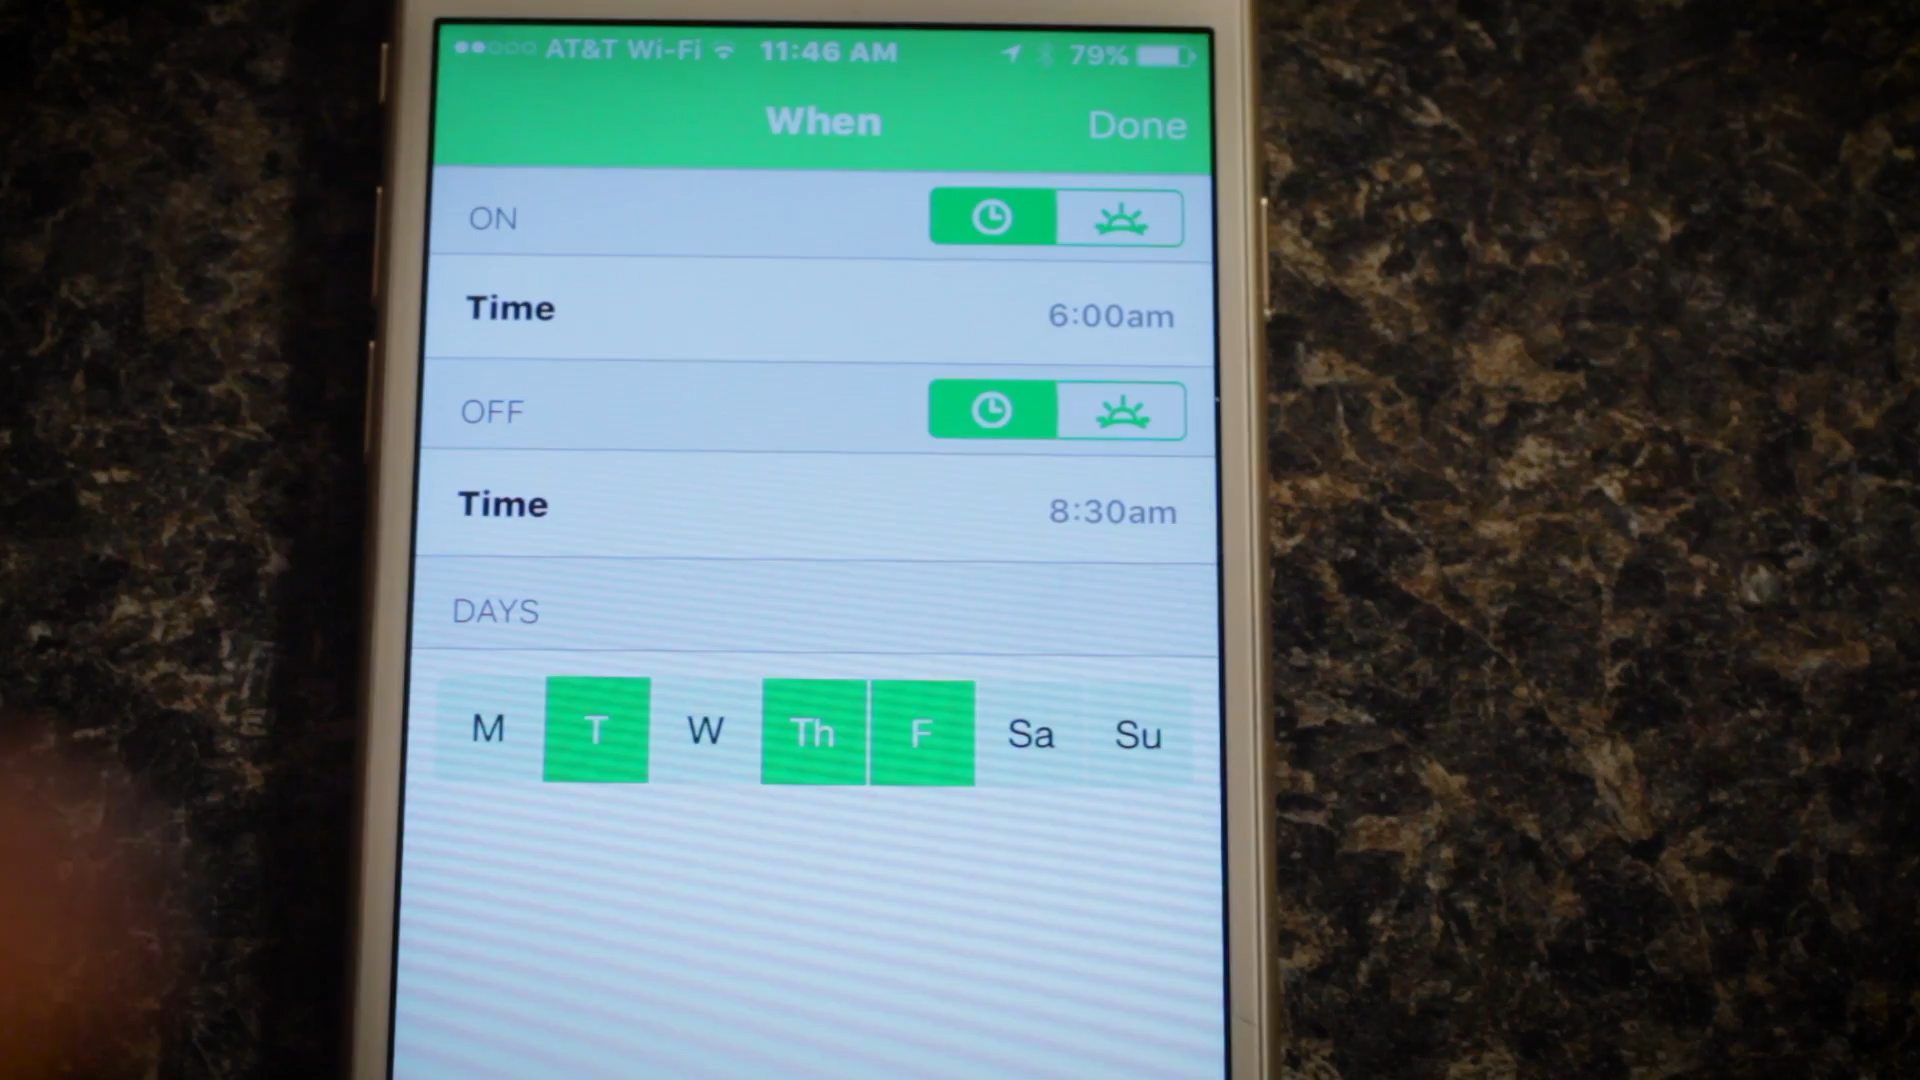 AT&T Wi-Fi 11:46 AM 79%
When Done
ON
Time 6:00am
OFF
Time 8:30am
DAYS
M T W Th F Sa Su